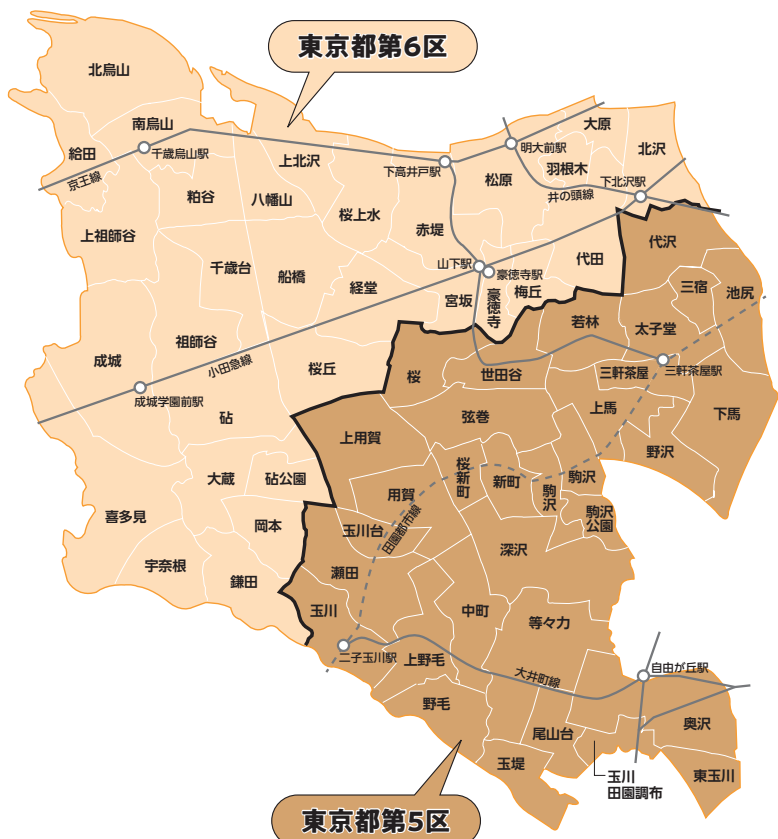 東京都第6区
北烏山
南烏山
給田
千歳烏山駅
京王線
上北沢
下高井戸駅
明大前駅
大原
羽根木
北沢
下北沢駅
井の頭線
松原
粕谷
八幡山
桜上水
赤堤
上祖師谷
千歳台
船橋
経堂
山下駅
豪徳寺駅
宮坂
豪徳寺
梅丘
代田
代沢
三宿
池尻
太子堂
若林
成城
祖師谷
小田急線
成城学園前駅
桜丘
桜
世田谷
三軒茶屋
三軒茶屋駅
砧
上用賀
弦巻
上馬
下馬
野沢
大蔵
砧公園
用賀
桜新町
新町
駒沢
駒沢
駒沢
公園
喜多見
岡本
玉川台
田園都市線
深沢
宇奈根
鎌田
瀬田
玉川
中町
等々力
二子玉川駅
上野毛
大井町線
自由が丘駅
野毛
尾山台
奥沢
玉堤
玉川
田園調布
東玉川
東京都第5区